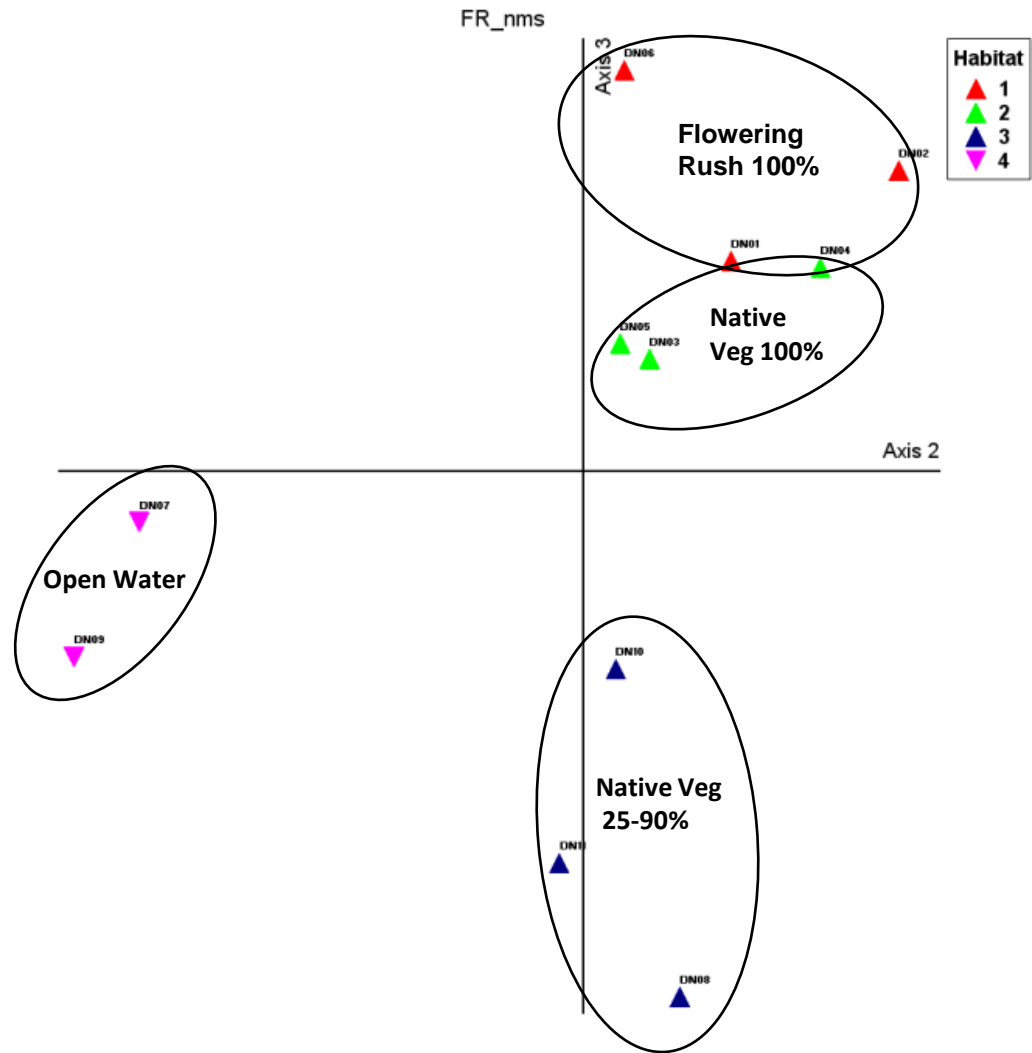 FR_nms
Axis 3
Habitat
1
2
3
4
DN06
Flowering
Rush 100%
DN02
DN01
DN04
Native
Veg 100%
DN05
DN03
Axis 2
DN07
Open Water
DN09
DN10
Native Veg
25-90%
DN11
DN08